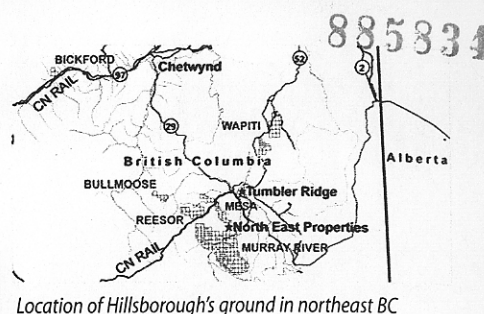 885834
BICKFORD
97
Chetwynd
CN RAIL
52
2
29
WAPITI
British Columbia
Alberta
BULLMOOSE
Tumbler Ridge
MESA
REESOR
North East Properties
MURRAY RIVER
CN RAIL
Location of Hillsborough's ground in northeast BC